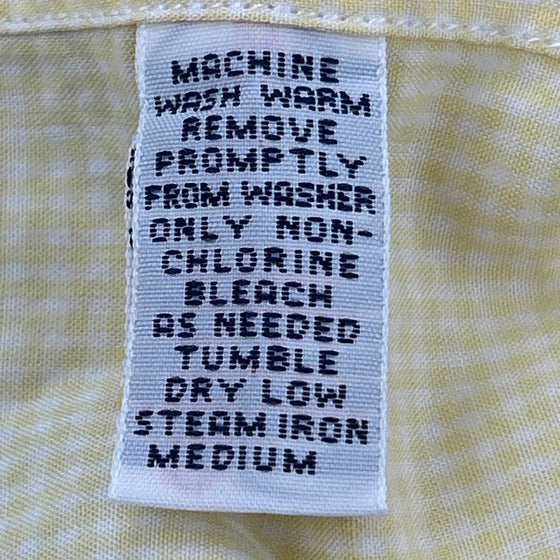 MACHINE
WASH WARM
REMOVE
PROMPTLY
FROM WASHER
ONLY NON-
CHLORINE
BLEACH
AS NEEDED
TUMBLE
DRY LOW
STEAM IRON
MEDIUM